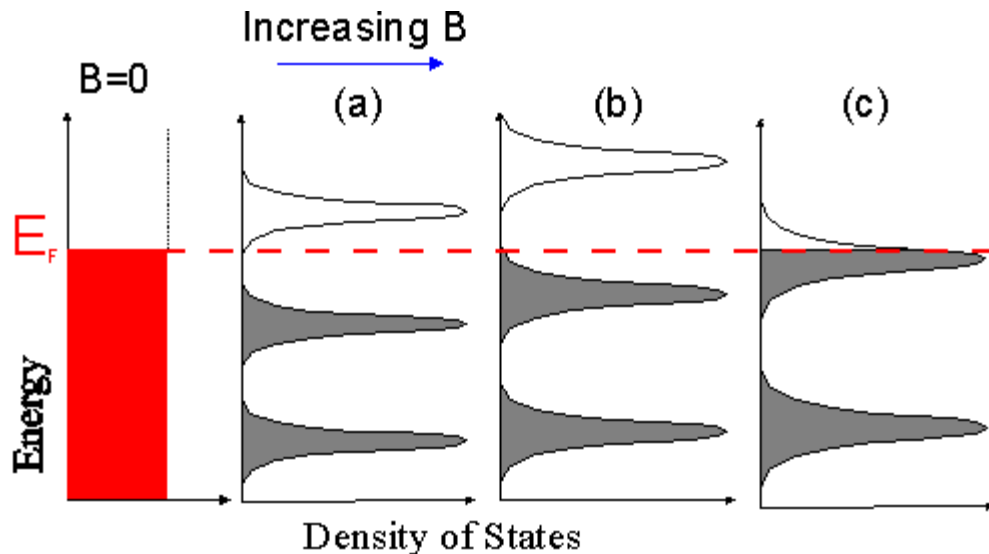 Increasing B
B=0
(a)
(b)
(c)
EF
Energy
Density of States